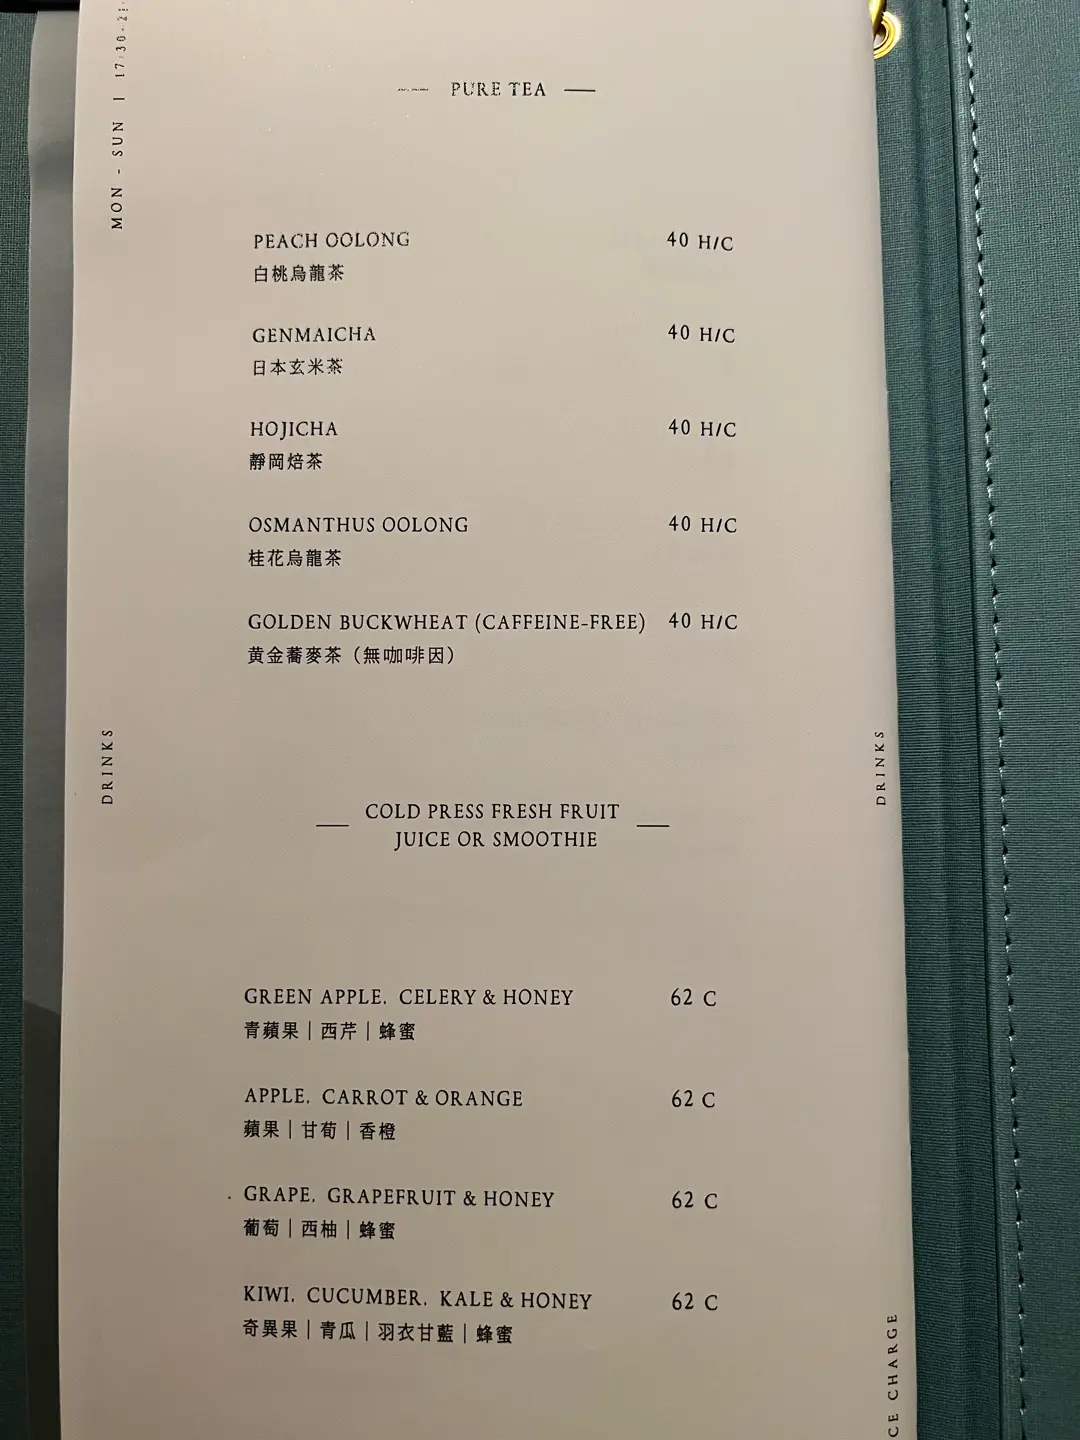 MON - SUN | 17:30-21:
PURE TEA
PEACH OOLONG 40 H/C
白桃烏龍茶
GENMAICHA 40 H/C
日本玄米茶
HOJICHA 40 H/C
靜岡焙茶
OSMANTHUS OOLONG 40 H/C
桂花烏龍茶
GOLDEN BUCKWHEAT (CAFFEINE-FREE) 40 H/C
黄金蕎麥茶（無咖啡因）
DRINKS
DRINKS
COLD PRESS FRESH FRUIT
JUICE OR SMOOTHIE
GREEN APPLE, CELERY & HONEY 62 C
青蘋果｜西芹｜蜂蜜
APPLE, CARROT & ORANGE 62 C
蘋果｜甘荀｜香橙
GRAPE, GRAPEFRUIT & HONEY 62 C
葡萄｜西柚｜蜂蜜
KIWI, CUCUMBER, KALE & HONEY 62 C
奇異果｜青瓜｜羽衣甘藍｜蜂蜜
CE CHARGE